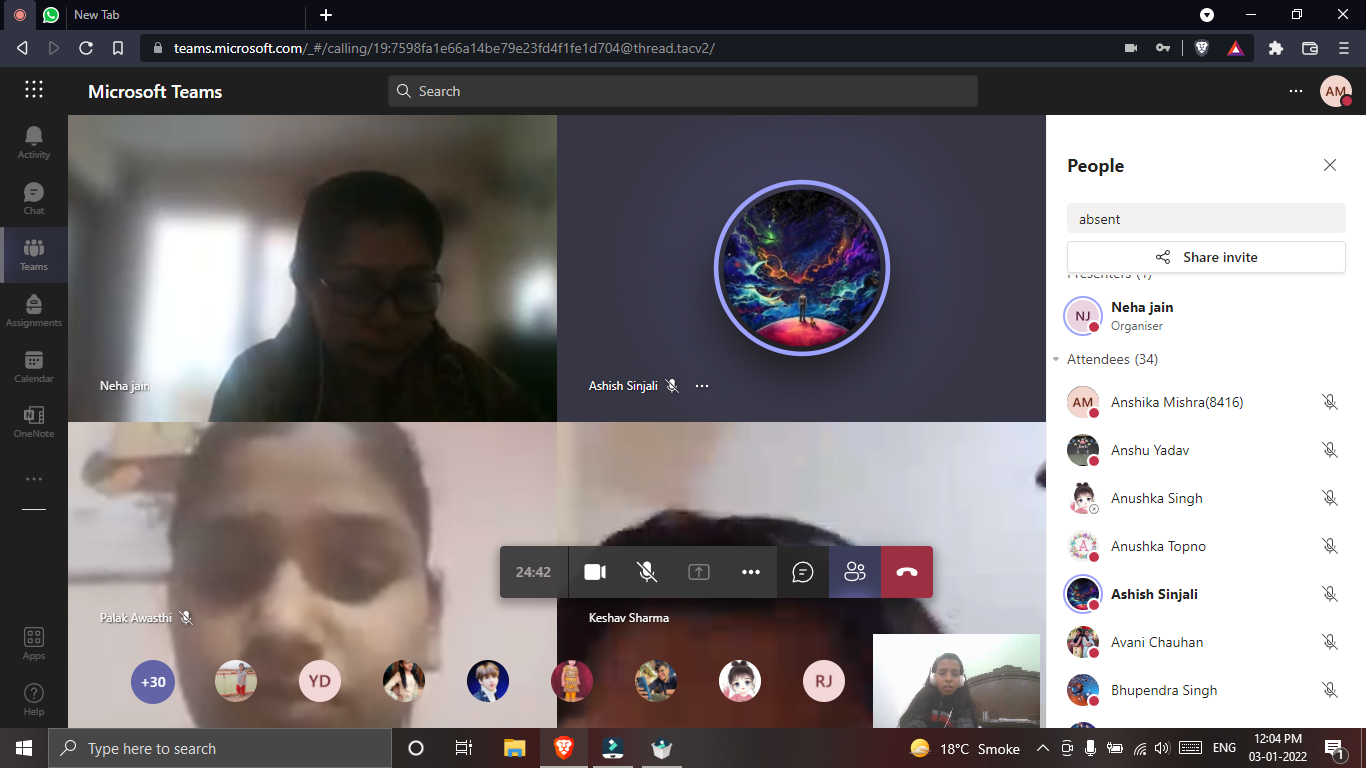 New Tab
teams.microsoft.com/_#/calling/19:7598fa1e66a14be79e23fd4f1fe1d704@thread.tacv2/
Microsoft Teams
Search
AM
Activity
Chat
Teams
Assignments
Calendar
OneNote
Apps
Help
Neha jain
Ashish Sinjali
Palak Awasthi
Keshav Sharma
24:42
+30
YD
RJ
People
absent
Share invite
Presenters (1)
NJ
Neha jain
Organiser
Attendees (34)
AM
Anshika Mishra(8416)
Anshu Yadav
Anushka Singh
A
Anushka Topno
Ashish Sinjali
Avani Chauhan
Bhupendra Singh
Type here to search
18°C Smoke
ENG
12:04 PM
03-01-2022
1